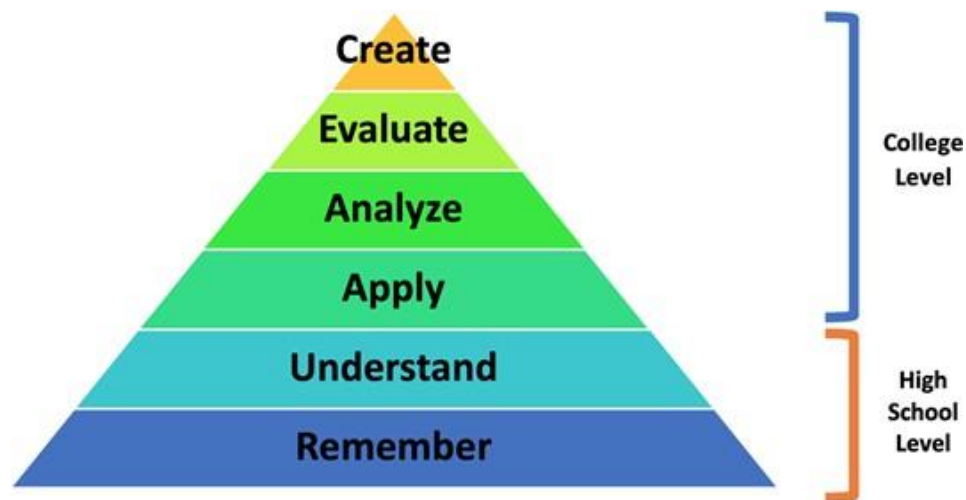 Create
Evaluate
Analyze
Apply
Understand
Remember
College
Level
High
School
Level